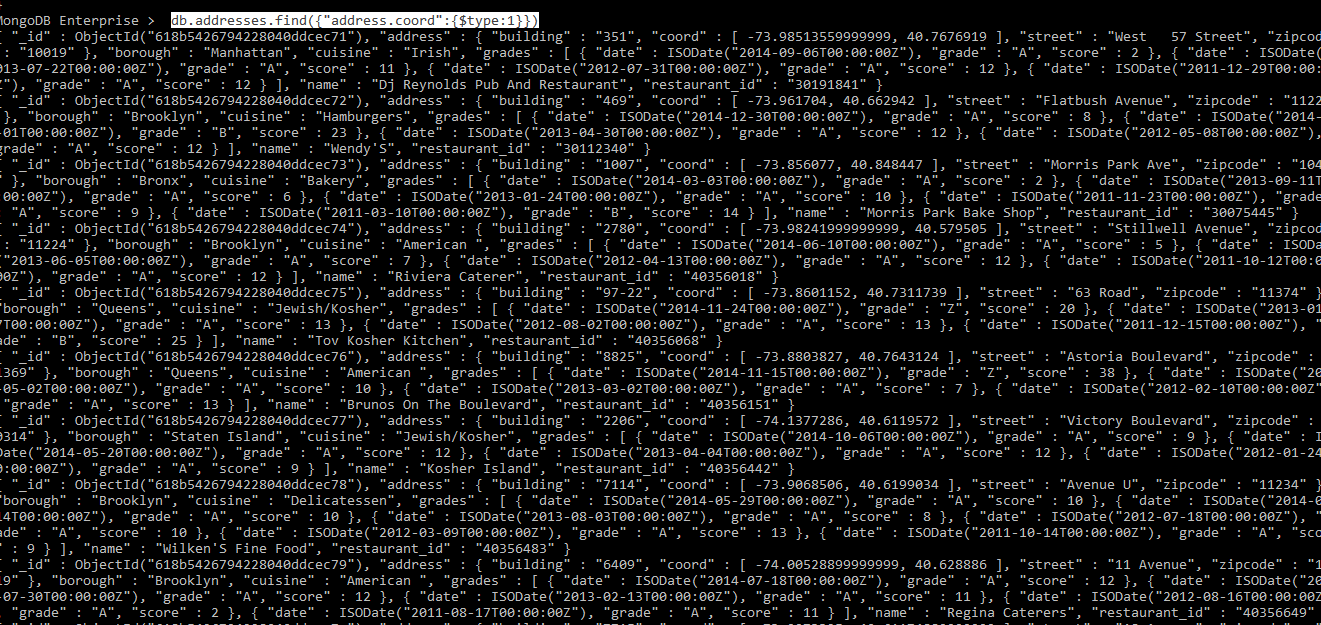 MongoDB Enterprise > db.addresses.find({"address.coord":{$type:1}})
"_id" : ObjectId("618b5426794228040ddcec71"), "address" : { "building" : "351", "coord" : [ -73.98513559999999, 40.7676919 ], "street" : "West   57 Street", "zipcod
: "10019" }, "borough" : "Manhattan", "cuisine" : "Irish", "grades" : [ { "date" : ISODate("2014-09-06T00:00:00Z"), "grade" : "A", "score" : 2 }, { "date" : ISODate("
013-07-22T00:00:00Z"), "grade" : "A", "score" : 11 }, { "date" : ISODate("2012-07-31T00:00:00Z"), "grade" : "A", "score" : 12 }, { "date" : ISODate("2011-12-29T00:00:
Z"), "grade" : "A", "score" : 12 } ], "name" : "Dj Reynolds Pub And Restaurant", "restaurant_id" : "30191841" }
"_id" : ObjectId("618b5426794228040ddcec72"), "address" : { "building" : "469", "coord" : [ -73.961704, 40.662942 ], "street" : "Flatbush Avenue", "zipcode" : "1122
}, "borough" : "Brooklyn", "cuisine" : "Hamburgers", "grades" : [ { "date" : ISODate("2014-12-30T00:00:00Z"), "grade" : "A", "score" : 8 }, { "date" : ISODate("2014-
-01T00:00:00Z"), "grade" : "B", "score" : 23 }, { "date" : ISODate("2013-04-30T00:00:00Z"), "grade" : "A", "score" : 12 }, { "date" : ISODate("2012-05-08T00:00:00Z"),
grade" : "A", "score" : 12 } ], "name" : "Wendy'S", "restaurant_id" : "30112340" }
"_id" : ObjectId("618b5426794228040ddcec73"), "address" : { "building" : "1007", "coord" : [ -73.856077, 40.848447 ], "street" : "Morris Park Ave", "zipcode" : "104
}, "borough" : "Bronx", "cuisine" : "Bakery", "grades" : [ { "date" : ISODate("2014-03-03T00:00:00Z"), "grade" : "A", "score" : 2 }, { "date" : ISODate("2013-09-11T
00:00Z"), "grade" : "A", "score" : 6 }, { "date" : ISODate("2013-01-24T00:00:00Z"), "grade" : "A", "score" : 10 }, { "date" : ISODate("2011-11-23T00:00:00Z"), "grade
"A", "score" : 9 }, { "date" : ISODate("2011-03-10T00:00:00Z"), "grade" : "B", "score" : 14 } ], "name" : "Morris Park Bake Shop", "restaurant_id" : "30075445" }
"_id" : ObjectId("618b5426794228040ddcec74"), "address" : { "building" : "2780", "coord" : [ -73.98241999999999, 40.579505 ], "street" : "Stillwell Avenue", "zipcod
: "11224" }, "borough" : "Brooklyn", "cuisine" : "American ", "grades" : [ { "date" : ISODate("2014-06-10T00:00:00Z"), "grade" : "A", "score" : 5 }, { "date" : ISODa
"2013-06-05T00:00:00Z"), "grade" : "A", "score" : 7 }, { "date" : ISODate("2012-04-13T00:00:00Z"), "grade" : "A", "score" : 12 }, { "date" : ISODate("2011-10-12T00:00
00Z"), "grade" : "A", "score" : 12 } ], "name" : "Riviera Caterer", "restaurant_id" : "40356018" }
"_id" : ObjectId("618b5426794228040ddcec75"), "address" : { "building" : "97-22", "coord" : [ -73.8601152, 40.7311739 ], "street" : "63 Road", "zipcode" : "11374" }
"borough" : "Queens", "cuisine" : "Jewish/Kosher", "grades" : [ { "date" : ISODate("2014-11-24T00:00:00Z"), "grade" : "Z", "score" : 20 }, { "date" : ISODate("2013-01
7T00:00:00Z"), "grade" : "A", "score" : 13 }, { "date" : ISODate("2012-08-02T00:00:00Z"), "grade" : "A", "score" : 13 }, { "date" : ISODate("2011-12-15T00:00:00Z"),
ade" : "B", "score" : 25 } ], "name" : "Tov Kosher Kitchen", "restaurant_id" : "40356068" }
"_id" : ObjectId("618b5426794228040ddcec76"), "address" : { "building" : "8825", "coord" : [ -73.8803827, 40.7643124 ], "street" : "Astoria Boulevard", "zipcode" :
1369" }, "borough" : "Queens", "cuisine" : "American ", "grades" : [ { "date" : ISODate("2014-11-15T00:00:00Z"), "grade" : "Z", "score" : 38 }, { "date" : ISODate("20
-05-02T00:00:00Z"), "grade" : "A", "score" : 10 }, { "date" : ISODate("2013-03-02T00:00:00Z"), "grade" : "A", "score" : 7 }, { "date" : ISODate("2012-02-10T00:00:00Z"
"grade" : "A", "score" : 13 } ], "name" : "Brunos On The Boulevard", "restaurant_id" : "40356151" }
"_id" : ObjectId("618b5426794228040ddcec77"), "address" : { "building" : "2206", "coord" : [ -74.1377286, 40.6119572 ], "street" : "Victory Boulevard", "zipcode" :
0314" }, "borough" : "Staten Island", "cuisine" : "Jewish/Kosher", "grades" : [ { "date" : ISODate("2014-10-06T00:00:00Z"), "grade" : "A", "score" : 9 }, { "date" : I
Date("2014-05-20T00:00:00Z"), "grade" : "A", "score" : 12 }, { "date" : ISODate("2013-04-04T00:00:00Z"), "grade" : "A", "score" : 12 }, { "date" : ISODate("2012-01-24
00:00:00Z"), "grade" : "A", "score" : 9 } ], "name" : "Kosher Island", "restaurant_id" : "40356442" }
"_id" : ObjectId("618b5426794228040ddcec78"), "address" : { "building" : "7114", "coord" : [ -73.9068506, 40.6199034 ], "street" : "Avenue U", "zipcode" : "11234" }
"borough" : "Brooklyn", "cuisine" : "Delicatessen", "grades" : [ { "date" : ISODate("2014-05-29T00:00:00Z"), "grade" : "A", "score" : 10 }, { "date" : ISODate("2014-0
14T00:00:00Z"), "grade" : "A", "score" : 10 }, { "date" : ISODate("2013-08-03T00:00:00Z"), "grade" : "A", "score" : 8 }, { "date" : ISODate("2012-07-18T00:00:00Z"),
ade" : "A", "score" : 10 }, { "date" : ISODate("2012-03-09T00:00:00Z"), "grade" : "A", "score" : 13 }, { "date" : ISODate("2011-10-14T00:00:00Z"), "grade" : "A", "sco
: 9 } ], "name" : "Wilken'S Fine Food", "restaurant_id" : "40356483" }
"_id" : ObjectId("618b5426794228040ddcec79"), "address" : { "building" : "6409", "coord" : [ -74.00528899999999, 40.628886 ], "street" : "11 Avenue", "zipcode" : "1
19" }, "borough" : "Brooklyn", "cuisine" : "American ", "grades" : [ { "date" : ISODate("2014-07-18T00:00:00Z"), "grade" : "A", "score" : 12 }, { "date" : ISODate("20
-07-30T00:00:00Z"), "grade" : "A", "score" : 12 }, { "date" : ISODate("2013-02-13T00:00:00Z"), "grade" : "A", "score" : 11 }, { "date" : ISODate("2012-08-16T00:00:00Z
"grade" : "A", "score" : 2 }, { "date" : ISODate("2011-08-17T00:00:00Z"), "grade" : "A", "score" : 11 } ], "name" : "Regina Caterers", "restaurant_id" : "40356649"